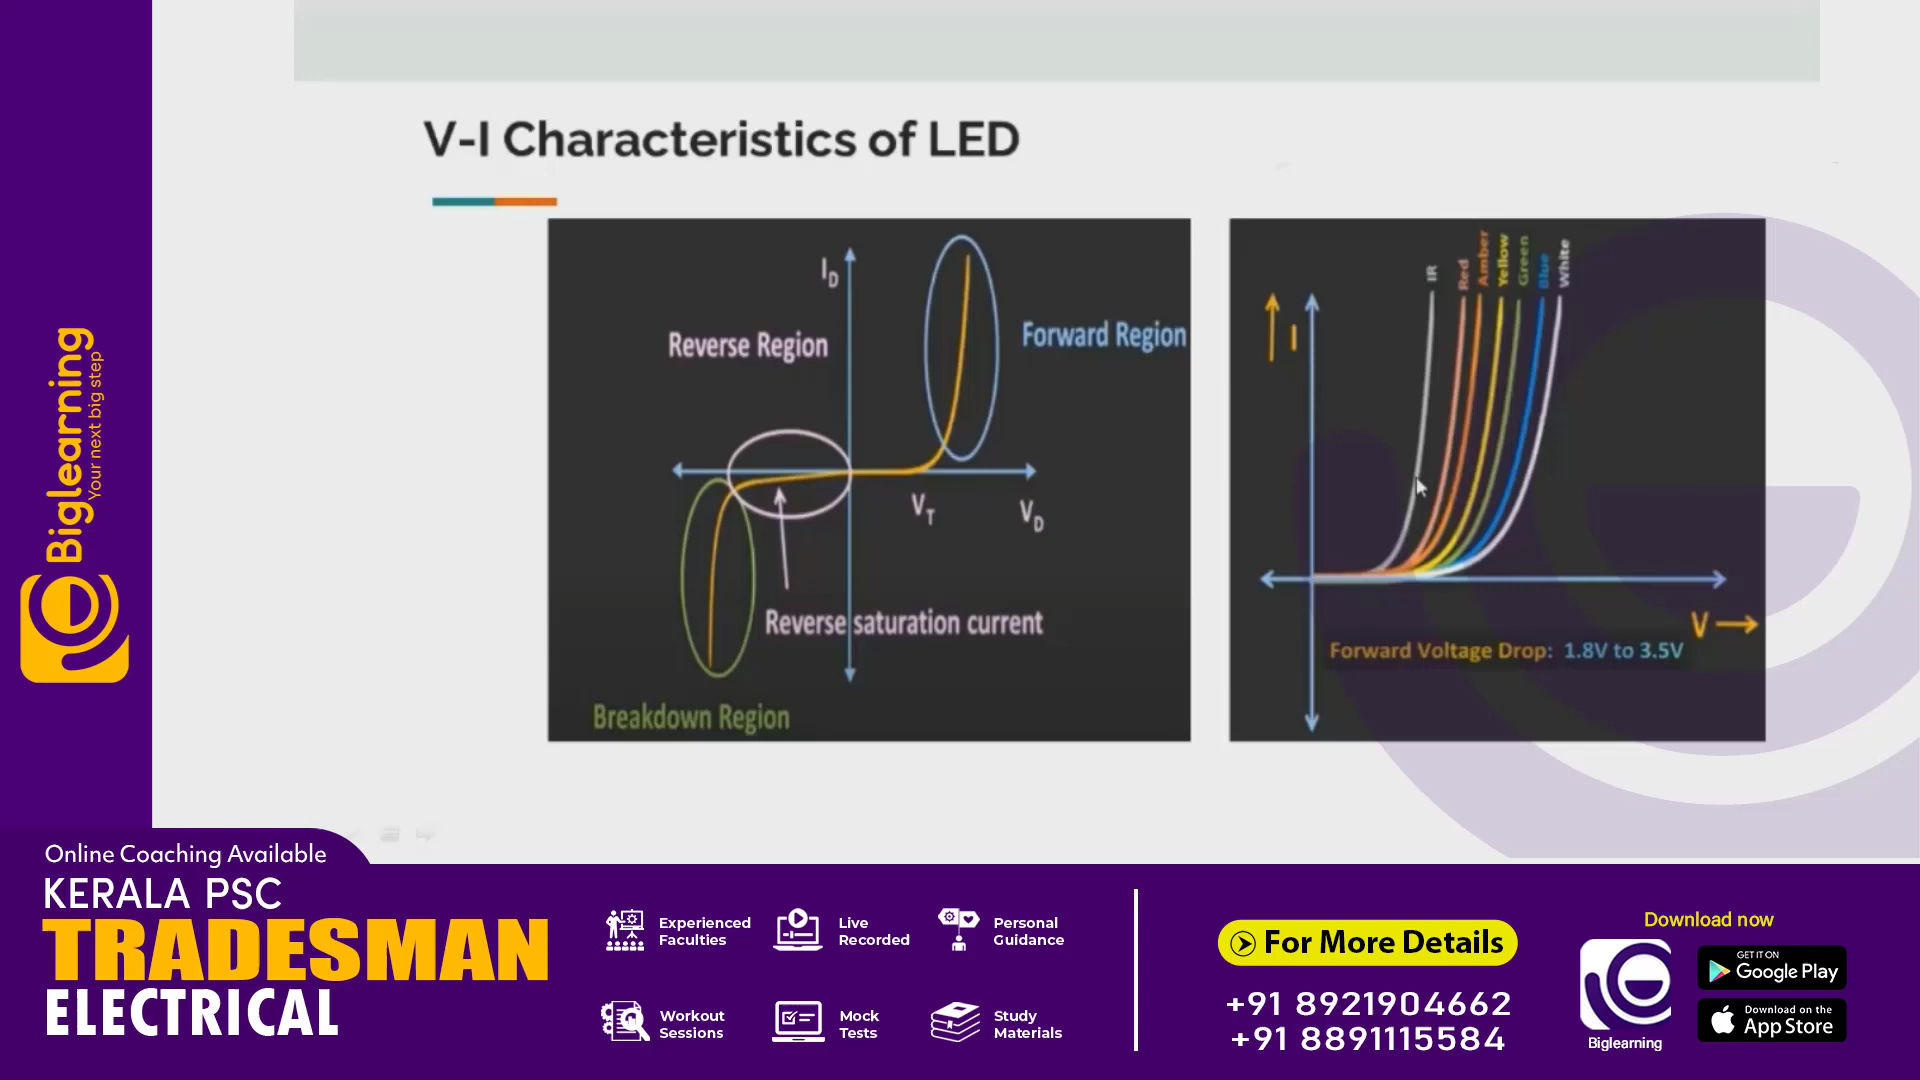 V-I Characteristics of LED
I_D
Reverse Region
Forward Region
V_T
V_D
Reverse saturation current
Breakdown Region
IR
Red
Amber
Yellow
Green
Blue
White
I
V
Forward Voltage Drop: 1.8V to 3.5V
Biglearning
Your next big step
Online Coaching Available
KERALA PSC
TRADESMAN
ELECTRICAL
Experienced
Faculties
Live
Recorded
Personal
Guidance
Workout
Sessions
Mock
Tests
Study
Materials
For More Details
+91 8921904662
+91 8891115584
Download now
Biglearning
GET IT ON
Google Play
Download on the
App Store